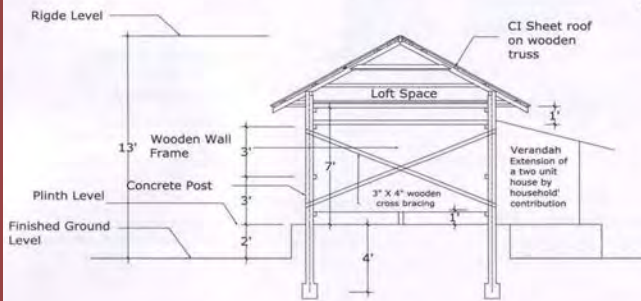 Rigde Level
CI Sheet roof
on wooden
truss
Loft Space
1'
13'
Wooden Wall
Frame
3'
7'
Verandah
Extension of
a two unit
house by
household'
contribution
Concrete Post
Plinth Level
3'
3" X 4" wooden
cross bracing
1'
Finished Ground
Level
2'
4'